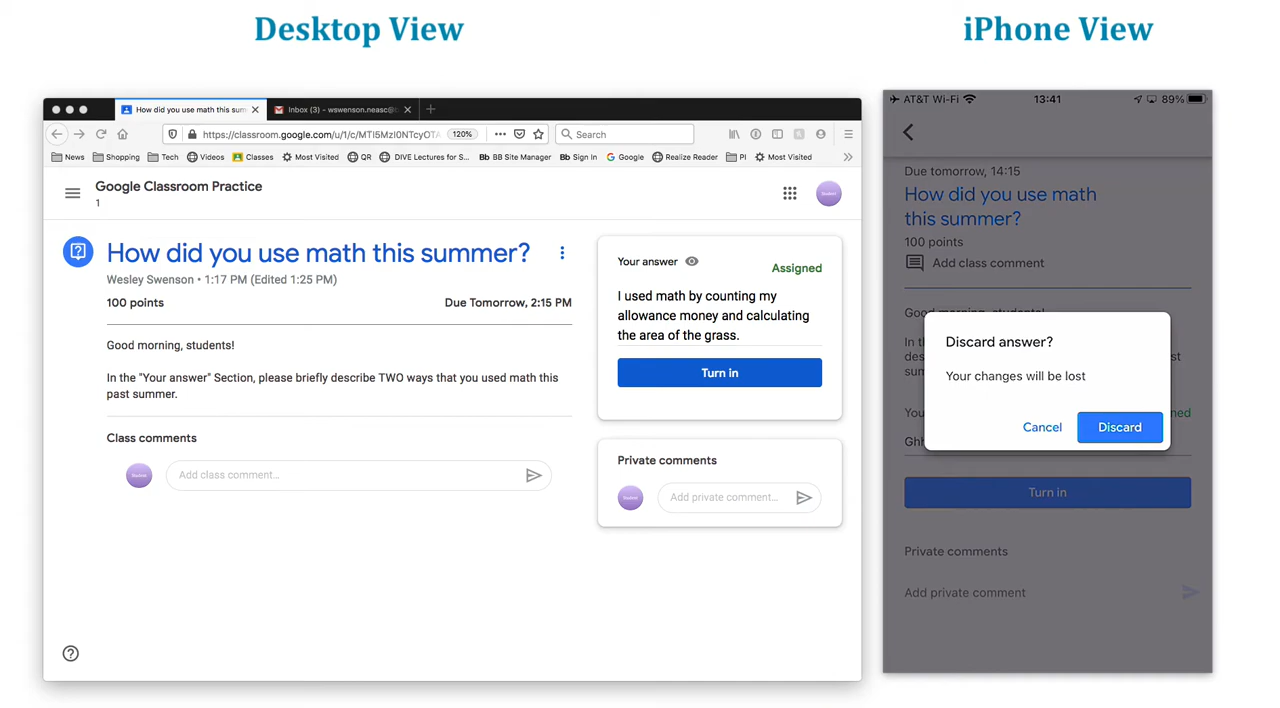 Desktop View
iPhone View
How did you use math this sum
Inbox (3) - wswenson.neasc@
https://classroom.google.com/u/1/c/MTI5MzI0NTcyOTA
120%
Search
News
Shopping
Tech
Videos
Classes
Most Visited
QR
DIVE Lectures for S...
Bb BB Site Manager
Bb Sign In
Google
Realize Reader
PI
Most Visited
Google Classroom Practice
1
Student
How did you use math this summer?
Wesley Swenson • 1:17 PM (Edited 1:25 PM)
100 points
Due Tomorrow, 2:15 PM
Good morning, students!
In the "Your answer" Section, please briefly describe TWO ways that you used math this
past summer.
Class comments
Student
Add class comment...
Your answer
Assigned
I used math by counting my
allowance money and calculating
the area of the grass.
Turn in
Private comments
Student
Add private comment...
AT&T Wi-Fi
13:41
89%
Due tomorrow, 14:15
How did you use math
this summer?
100 points
Add class comment
Discard answer?
Your changes will be lost
Cancel
Discard
Turn in
Private comments
Add private comment